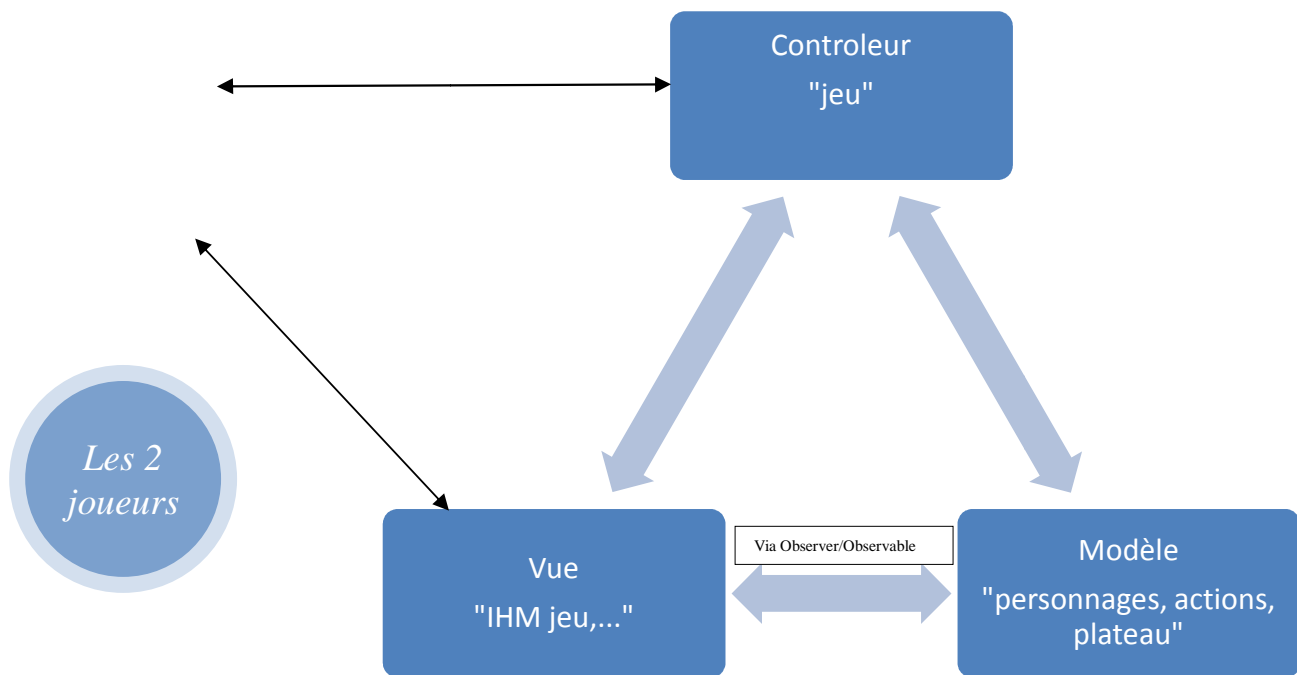 Controleur
"jeu"
Les 2
joueurs
Vue
"IHM jeu,..."
Via Observer/Observable
Modèle
"personnages, actions,
plateau"